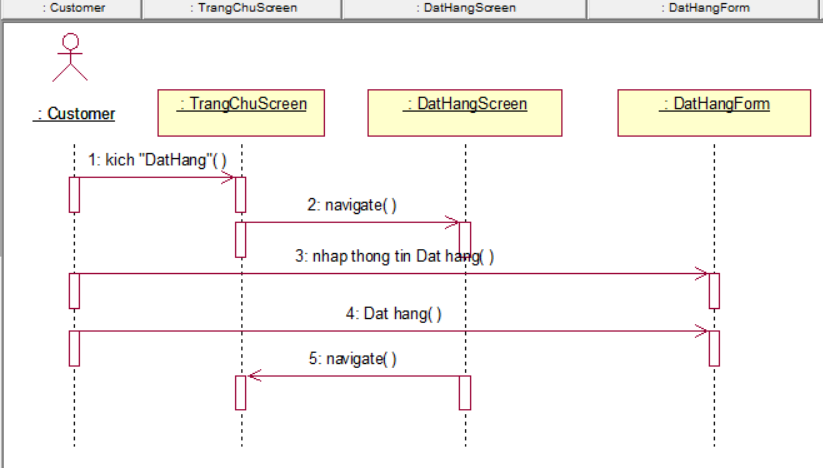 : Customer
: TrangChuScreen
: DatHangScreen
: DatHangForm
: Customer
: TrangChuScreen
: DatHangScreen
: DatHangForm
1: kich "DatHang"( )
2: navigate( )
3: nhap thong tin Dat hang( )
4: Dat hang( )
5: navigate( )